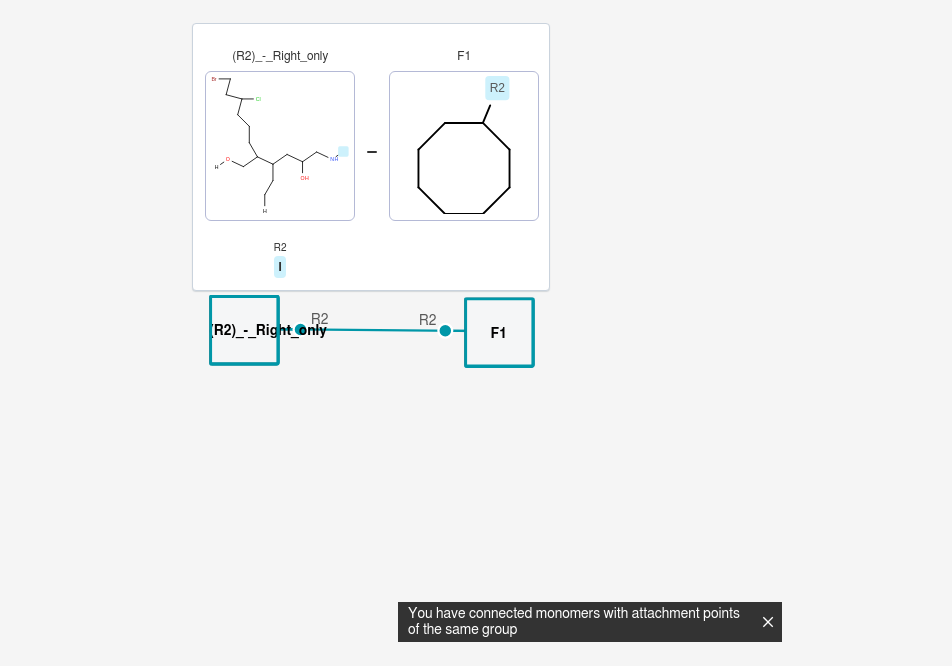 (R2)_-_Right_only
F1
R2
Br
Cl
O
H
NH
OH
H
–
R2
I
R2
R2
(R2)_-_Right_only
F1
You have connected monomers with attachment points
of the same group